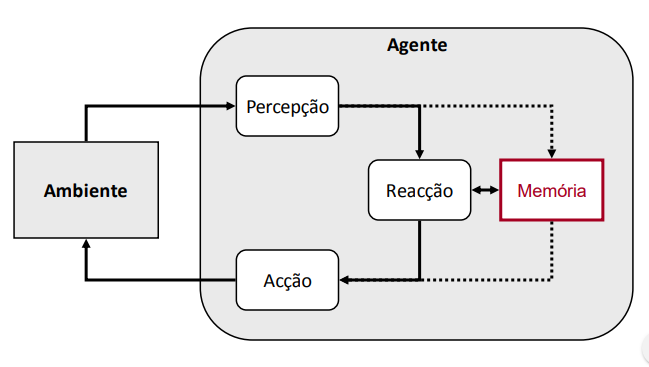 Agente
Percepção
Ambiente
Reacção
Memória
Acção